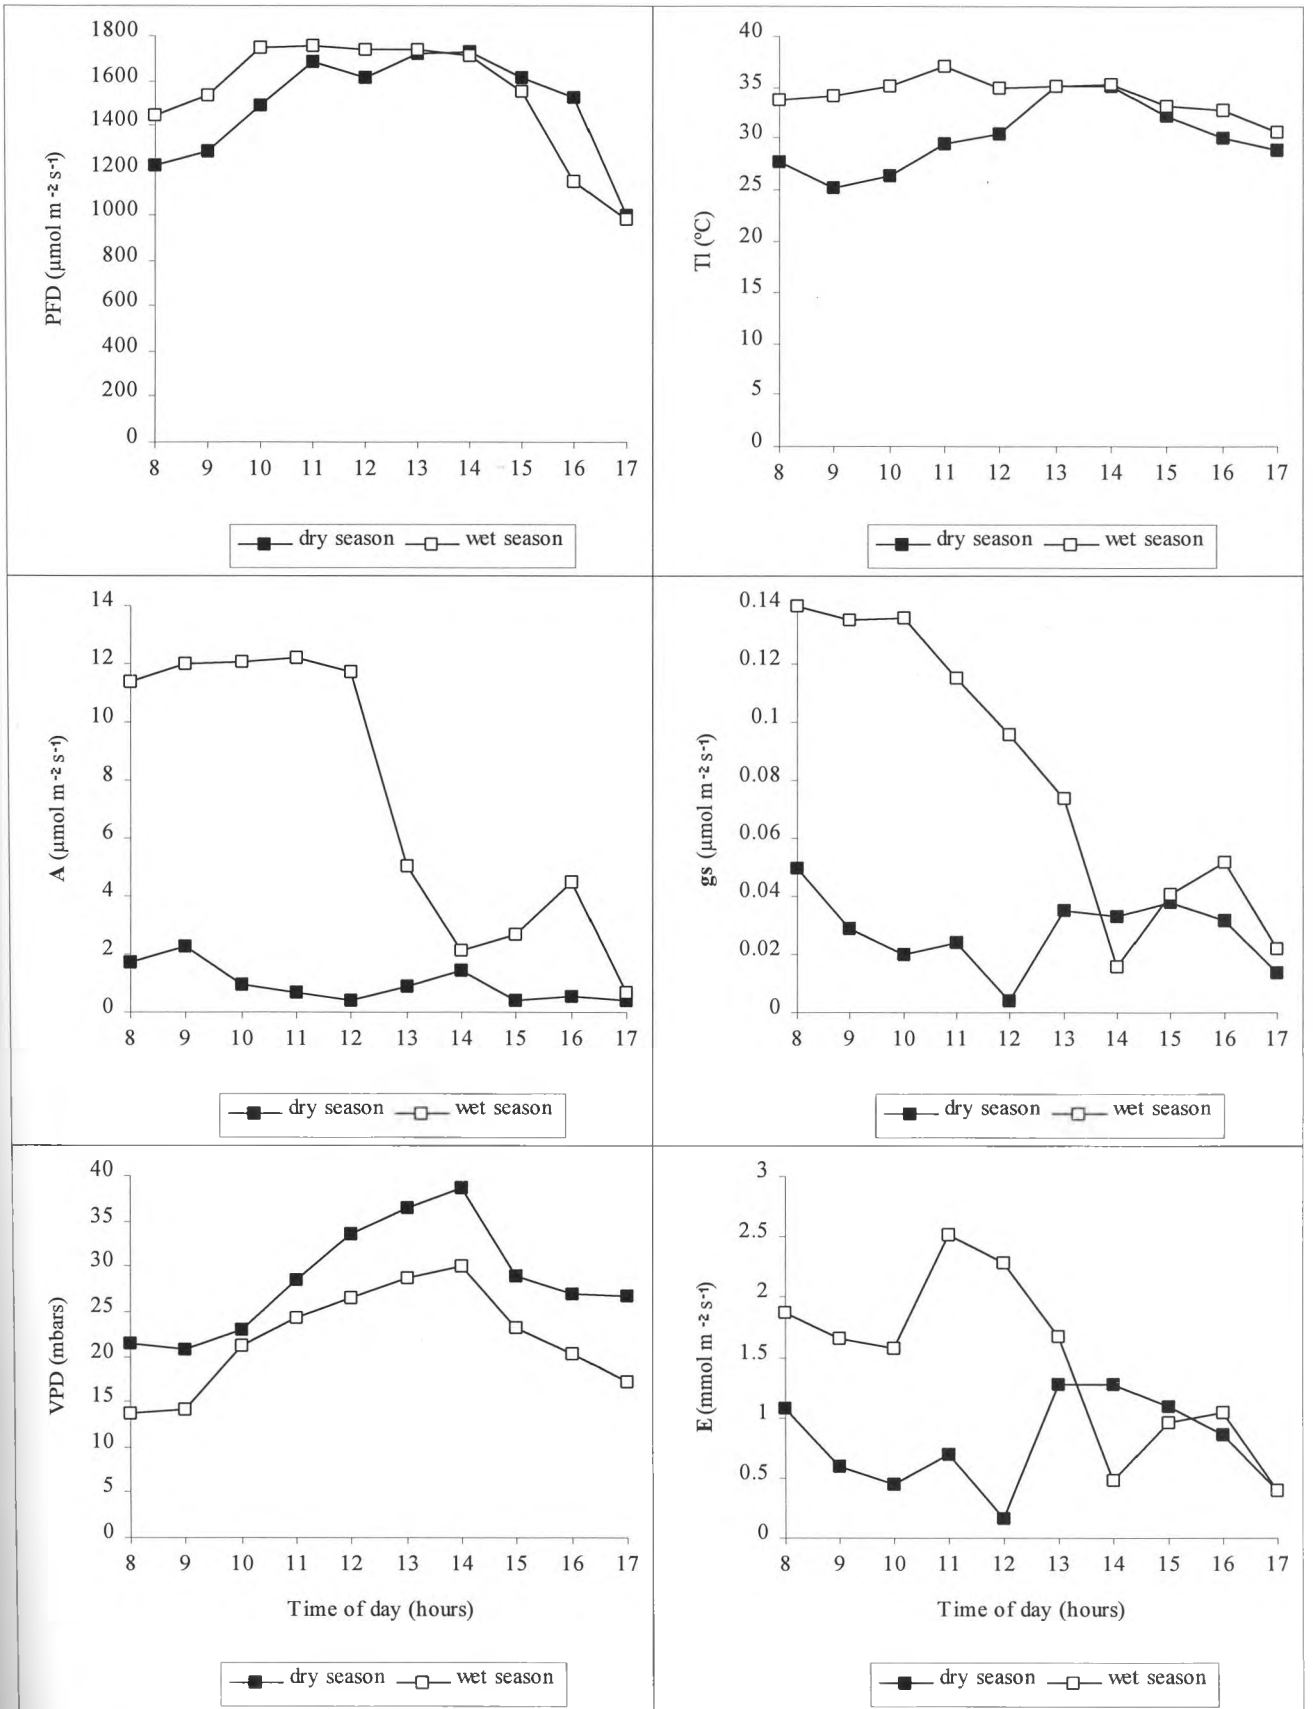 1800
1600
1400
1200
1000
800
600
400
200
0
PFD (µmol m -2 s-1)
8 9 10 11 12 13 14 15 16 17
dry season wet season
40
35
30
25
20
15
10
5
0
Tl (°C)
8 9 10 11 12 13 14 15 16 17
dry season wet season
14
12
10
8
6
4
2
0
A (µmol m -2 s-1)
8 9 10 11 12 13 14 15 16 17
dry season wet season
0.14
0.12
0.1
0.08
0.06
0.04
0.02
0
gs (µmol m -2 s-1)
8 9 10 11 12 13 14 15 16 17
dry season wet season
40
35
30
25
20
15
10
5
0
VPD (mbars)
8 9 10 11 12 13 14 15 16 17
Time of day (hours)
dry season wet season
3
2.5
2
1.5
1
0.5
0
E (mmol m -2 s-1)
8 9 10 11 12 13 14 15 16 17
Time of day (hours)
dry season wet season